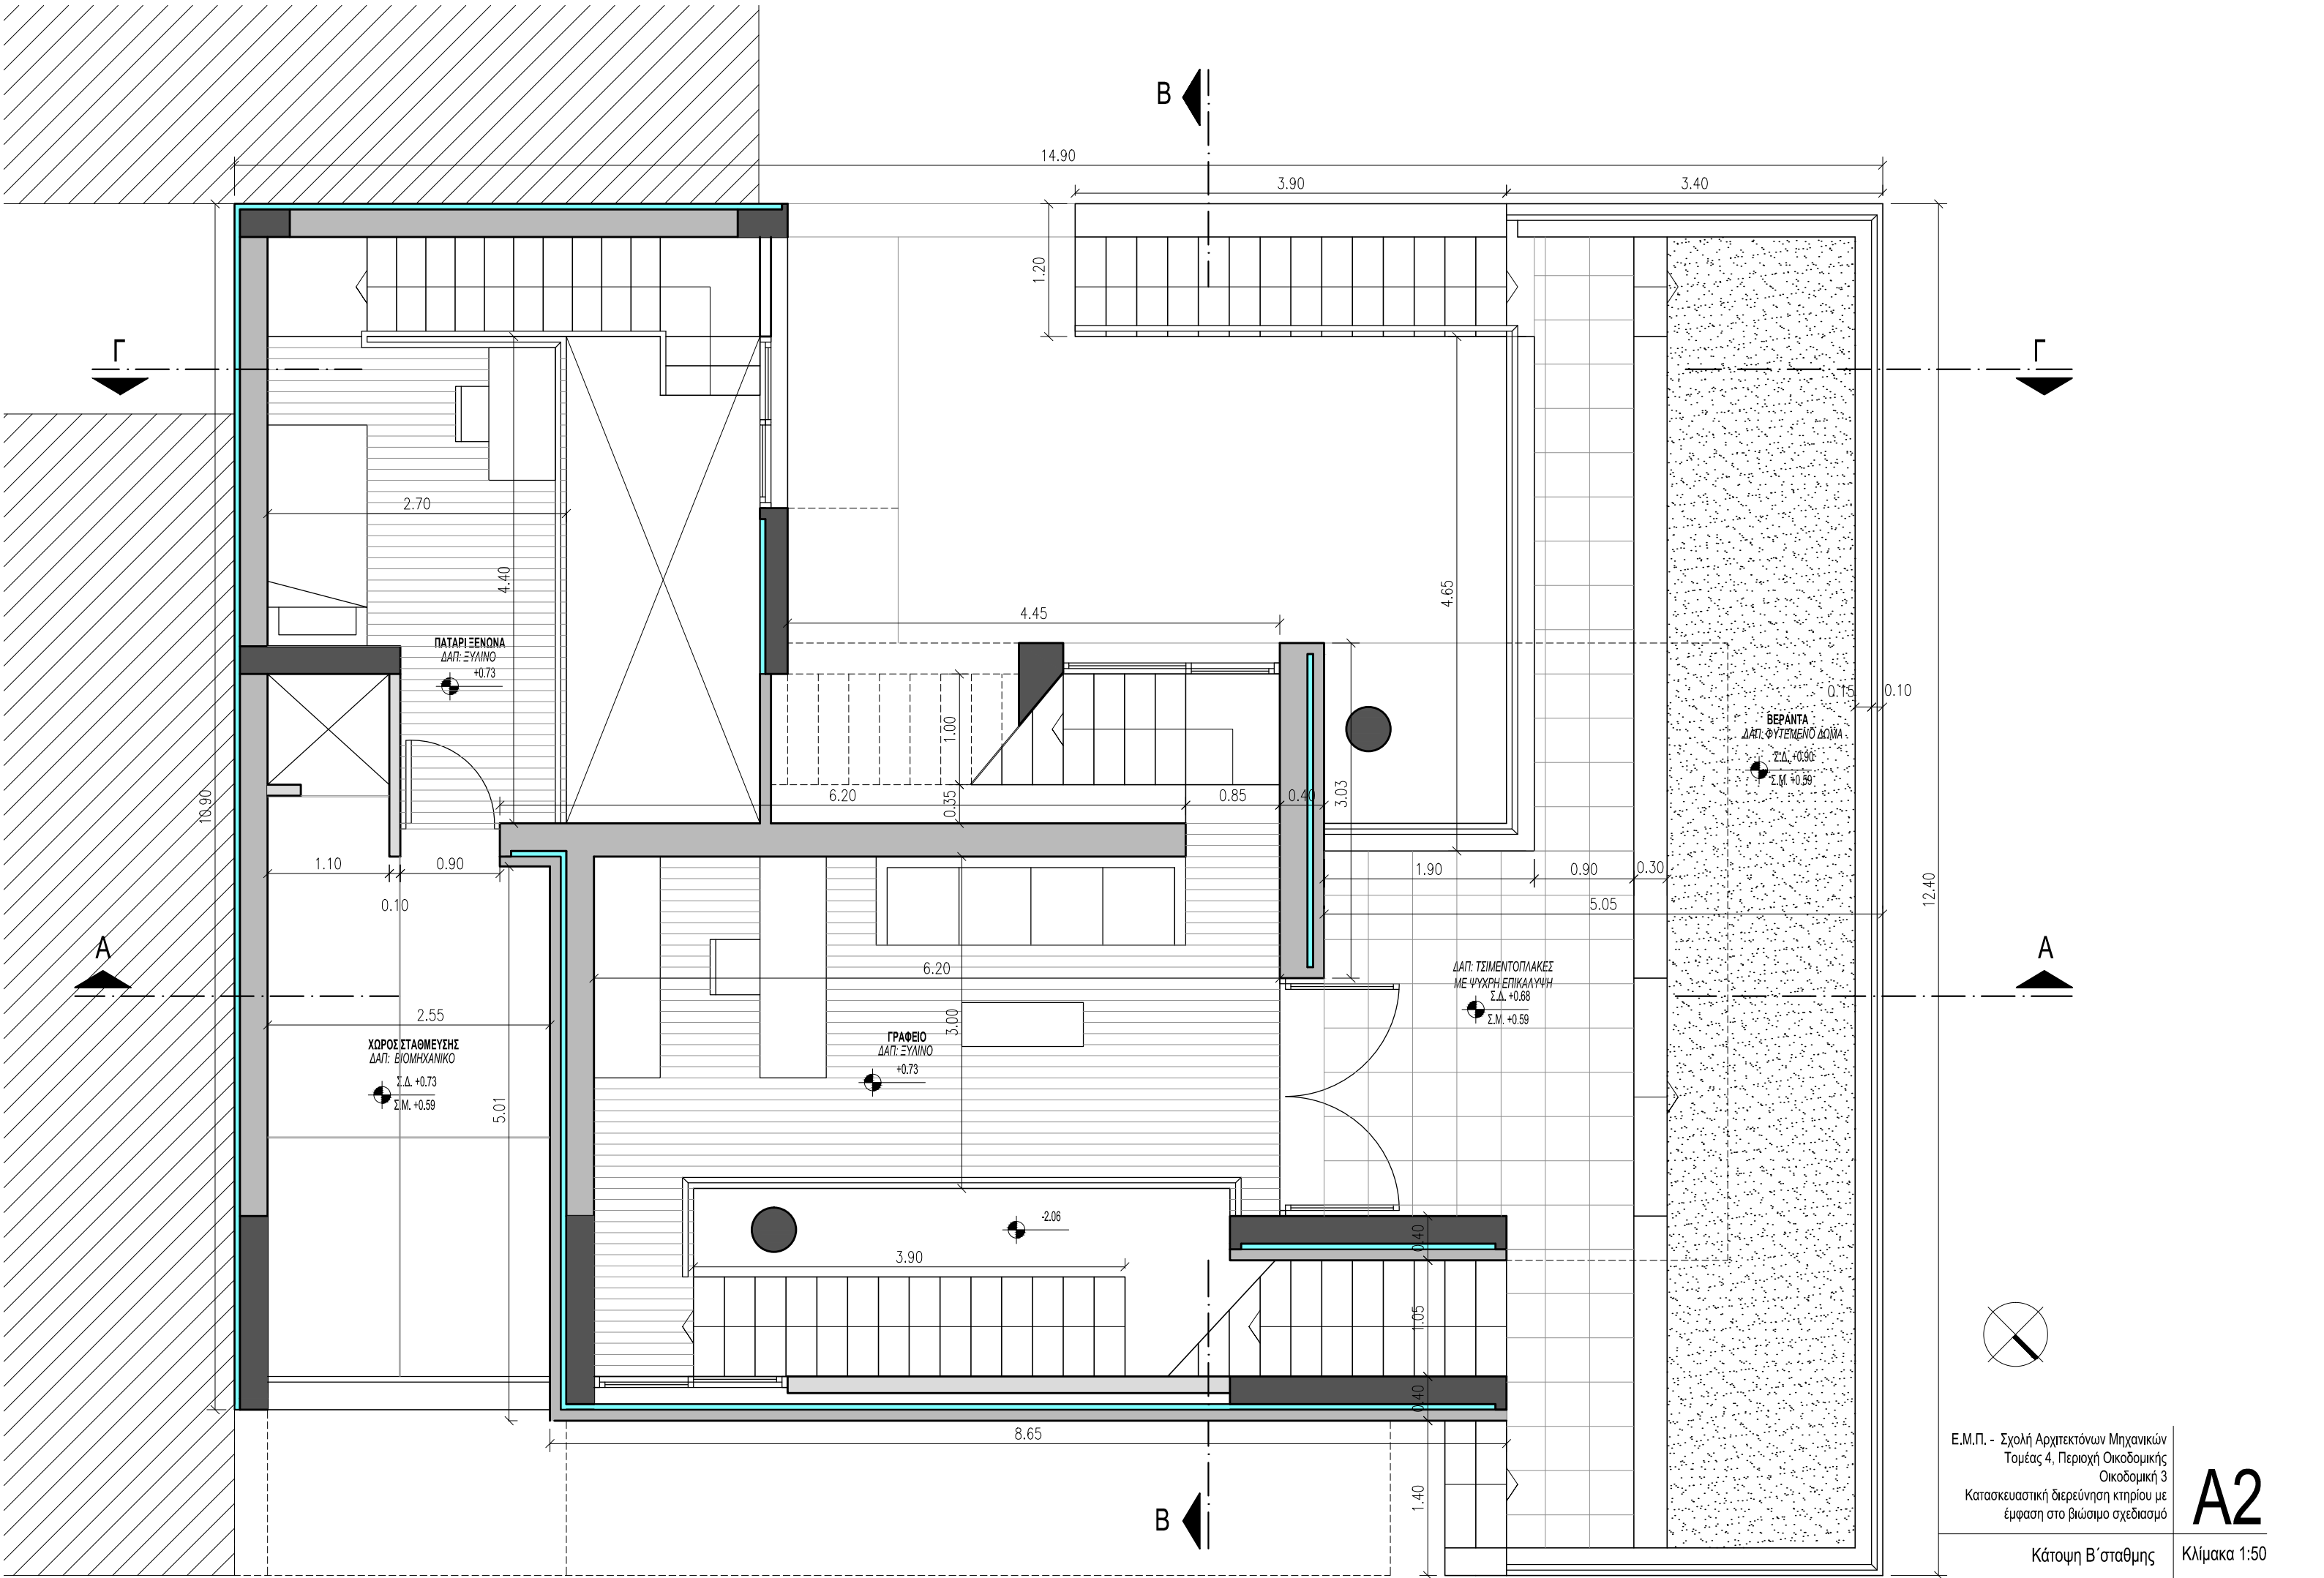 B
14.90
3.90
3.40
1.20
Γ
Γ
2.70
4.40
4.65
4.45
ΠΑΤΑΡΙ ΞΕΝΩΝΑ
ΔΑΠ: ΞΥΛΙΝΟ
+0.73
0.15
0.10
ΒΕΡΑΝΤΑ
ΔΑΠ: ΦΥΤΕΜΕΝΟ ΔΩΜΑ
Σ.Δ. +0.90
Σ.Μ. +0.59
1.00
10.90
6.20
0.35
0.85
0.40
3.03
1.10
0.90
0.10
1.90
0.90
0.30
5.05
12.40
A
A
6.20
ΔΑΠ: ΤΣΙΜΕΝΤΟΠΛΑΚΕΣ
ΜΕ ΨΥΧΡΗ ΕΠΙΚΑΛΥΨΗ
Σ.Δ. +0.68
Σ.Μ. +0.59
2.55
3.00
ΧΩΡΟΣ ΣΤΑΘΜΕΥΣΗΣ
ΔΑΠ: ΒΙΟΜΗΧΑΝΙΚΟ
Σ.Δ. +0.73
Σ.Μ. +0.59
ΓΡΑΦΕΙΟ
ΔΑΠ: ΞΥΛΙΝΟ
+0.73
5.01
-2.06
0.40
3.90
1.05
0.40
8.65
1.40
B
Ε.Μ.Π. - Σχολή Αρχιτεκτόνων Μηχανικών
Τομέας 4, Περιοχή Οικοδομικής
Οικοδομική 3
Κατασκευαστική διερεύνηση κτηρίου με
έμφαση στο βιώσιμο σχεδιασμό
A2
Κάτοψη Β΄σταθμης
Κλίμακα 1:50